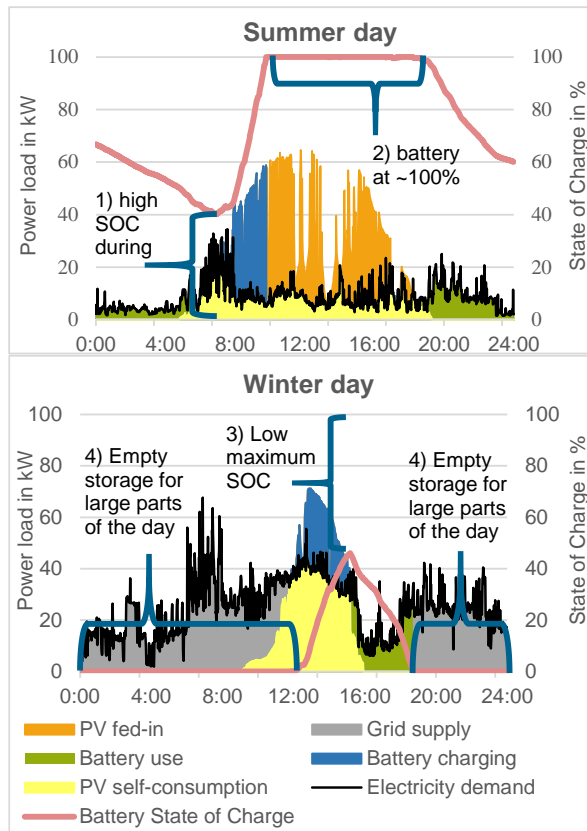 Summer day
Power load in kW
State of Charge in %
100
80
60
40
20
0
100
80
60
40
20
0
1) high
SOC
during
2) battery
at ~100%
0:00 4:00 8:00 12:00 16:00 20:00 24:00
Winter day
Power load in kW
State of Charge in %
100
80
60
40
20
0
100
80
60
40
20
0
4) Empty
storage for
large parts
of the day
3) Low
maximum
SOC
4) Empty
storage for
large parts
of the day
0:00 4:00 8:00 12:00 16:00 20:00 24:00
PV fed-in
Grid supply
Battery use
Battery charging
PV self-consumption
Electricity demand
Battery State of Charge